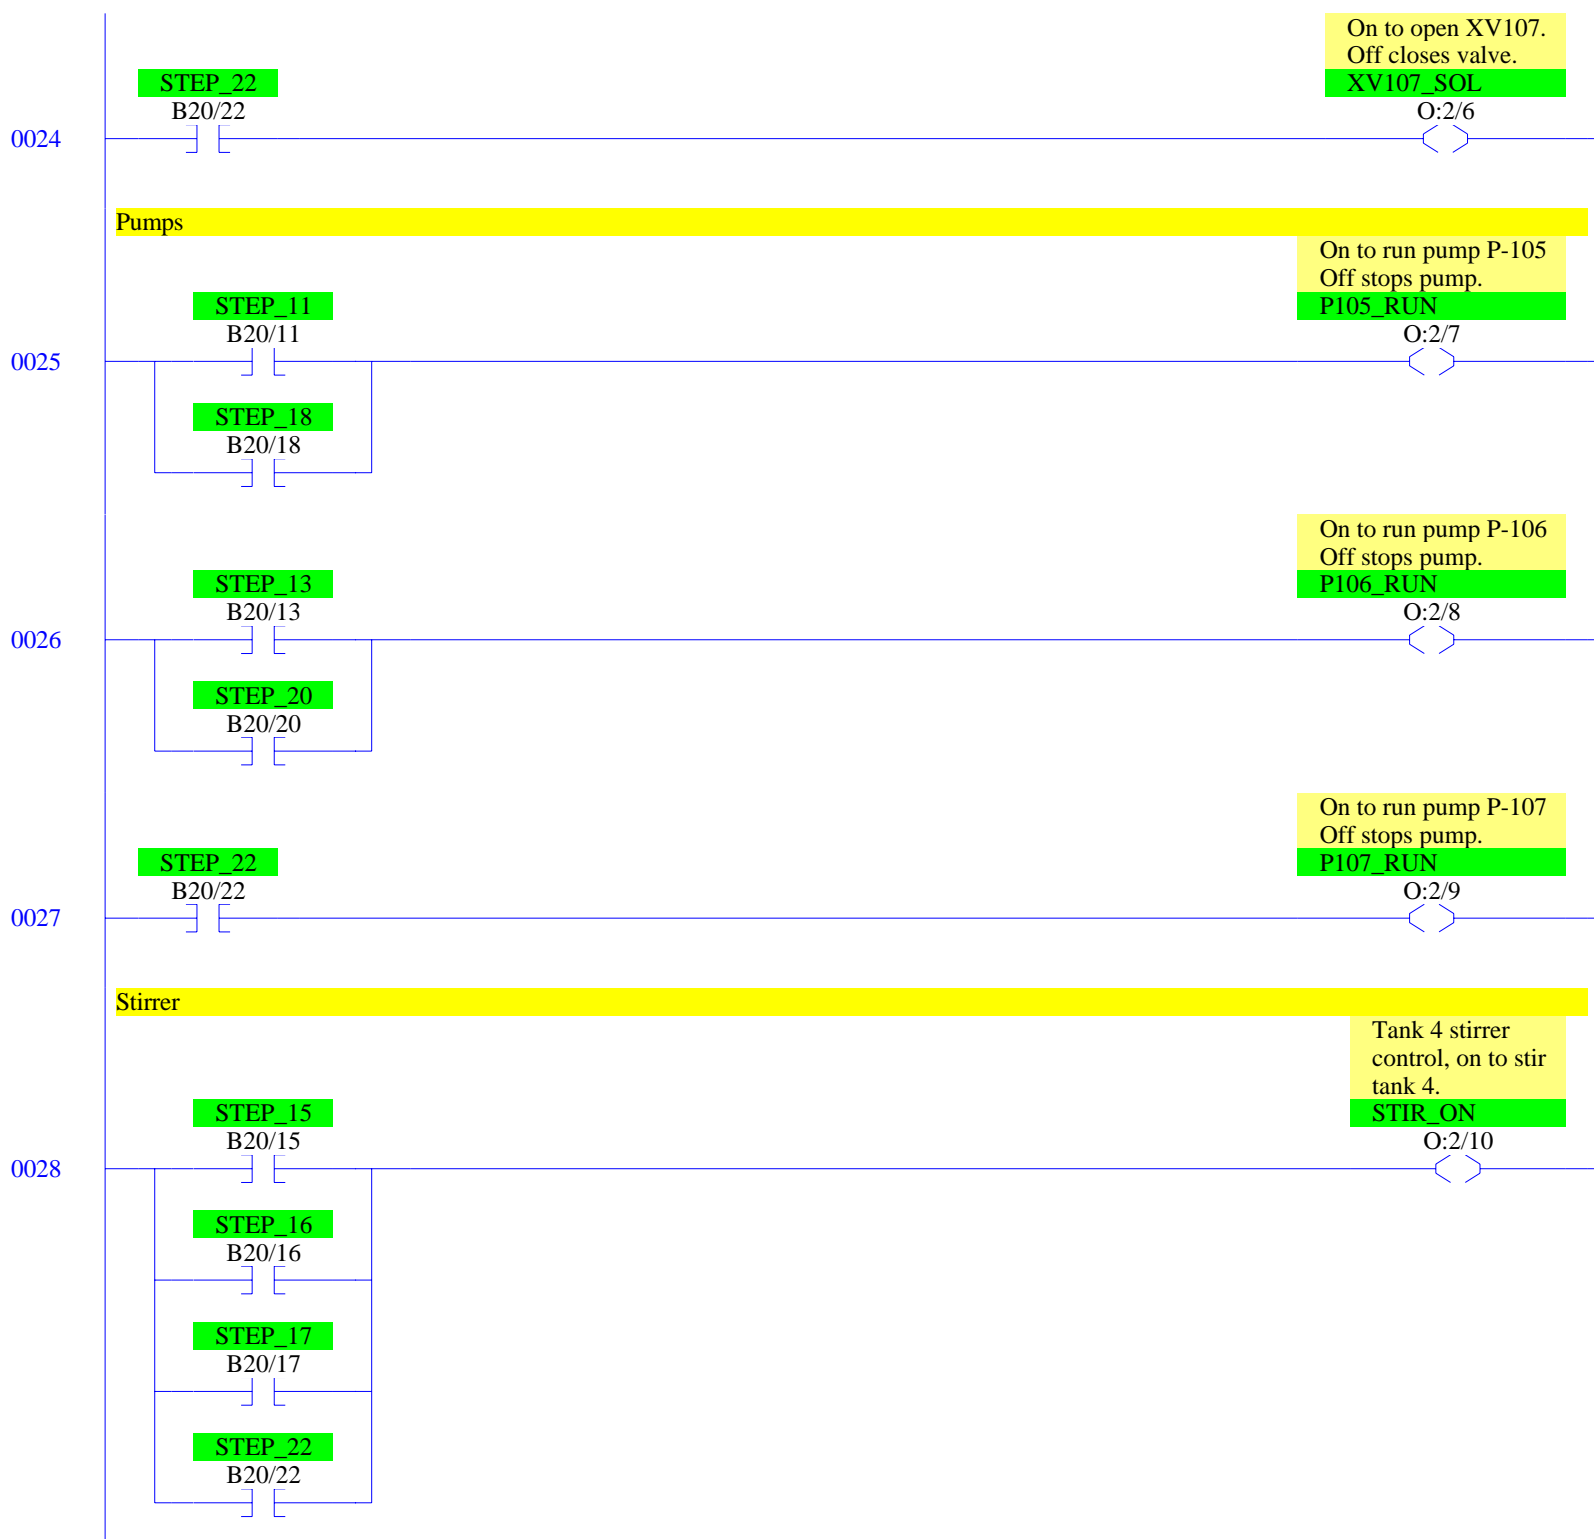 On to open XV107.
Off closes valve.
STEP_22
XV107_SOL
B20/22
O:2/6
0024
Pumps
On to run pump P-105
Off stops pump.
STEP_11
P105_RUN
B20/11
O:2/7
0025
STEP_18
B20/18
On to run pump P-106
Off stops pump.
STEP_13
P106_RUN
B20/13
O:2/8
0026
STEP_20
B20/20
On to run pump P-107
Off stops pump.
STEP_22
P107_RUN
B20/22
O:2/9
0027
Stirrer
Tank 4 stirrer
control, on to stir
tank 4.
STEP_15
STIR_ON
B20/15
O:2/10
0028
STEP_16
B20/16
STEP_17
B20/17
STEP_22
B20/22